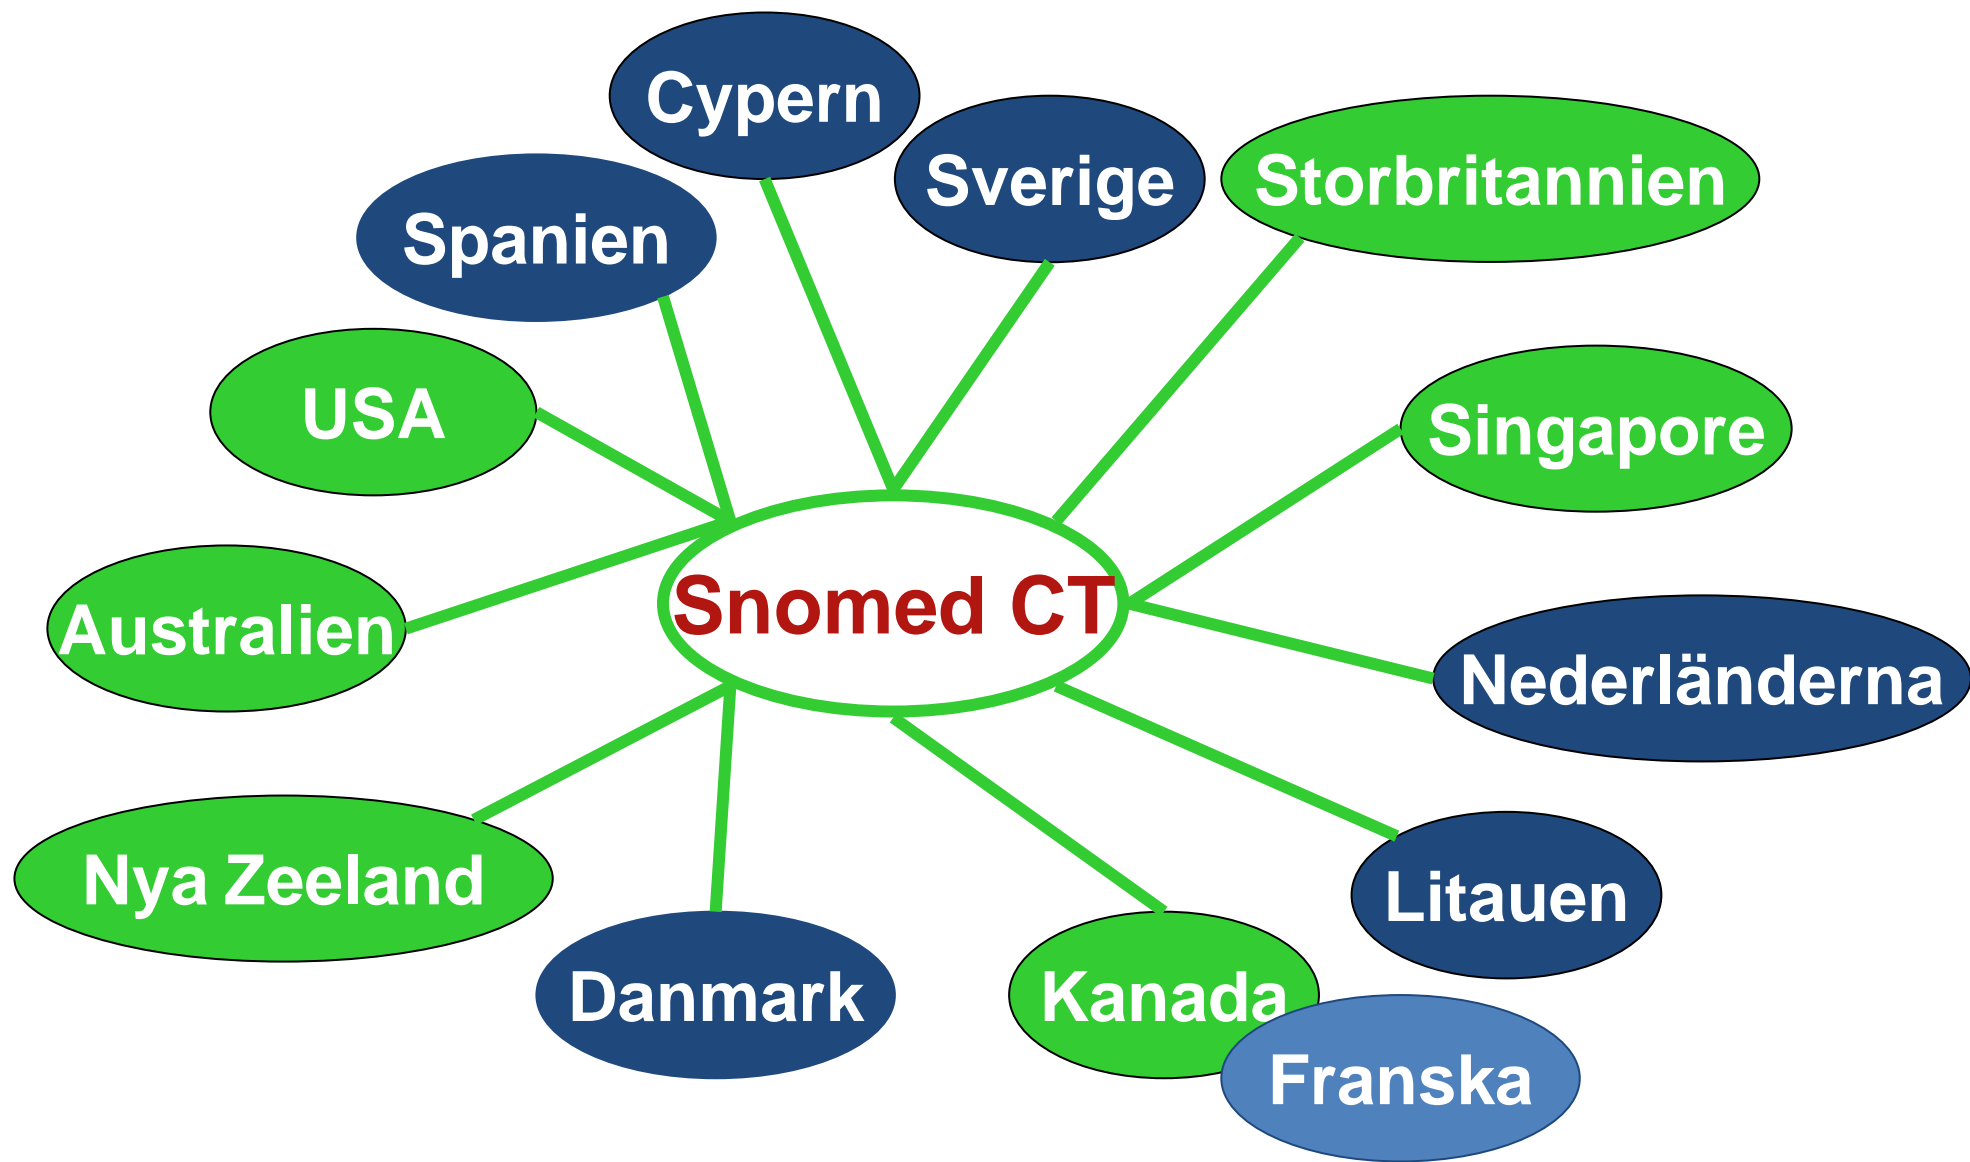 Cypern
Sverige
Storbritannien
Spanien
USA
Singapore
Snomed CT
Australien
Nederländerna
Nya Zeeland
Litauen
Danmark
Kanada
Franska